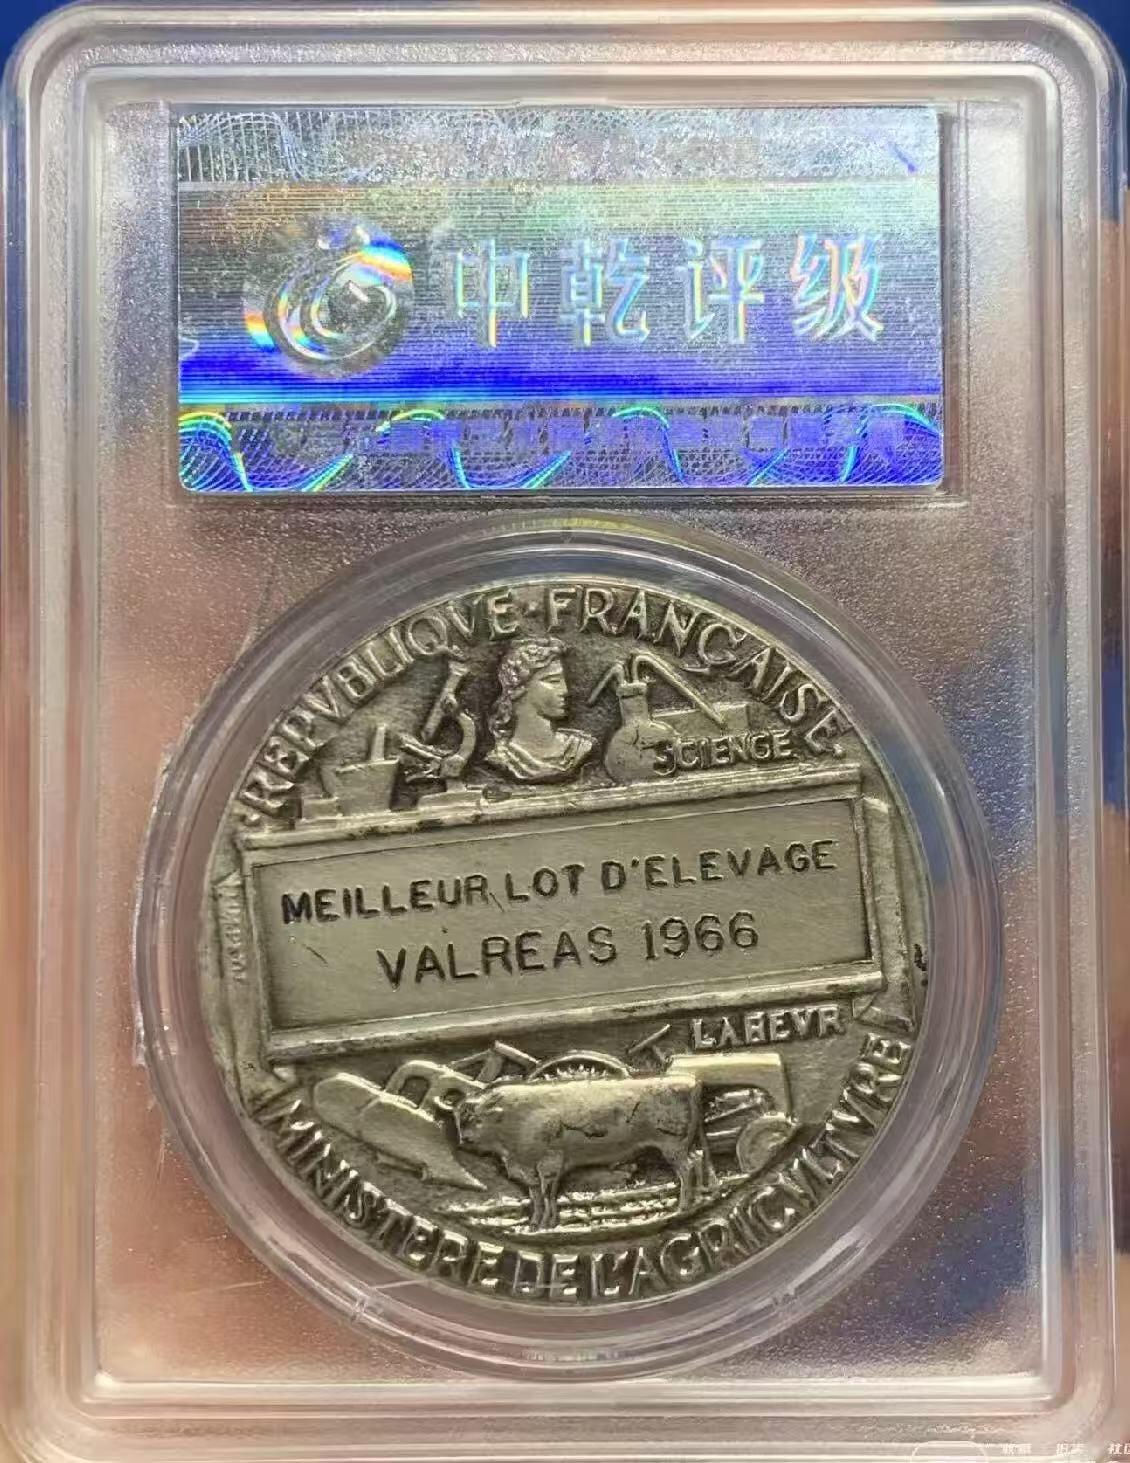 中乾评级
REPVBLIQVE·FRANÇAISE
SCIENCE
MEILLEUR LOT D'ELEVAGE
VALREAS 1966
LABEVR
MINISTERE DE L'AGRICVLTVRE